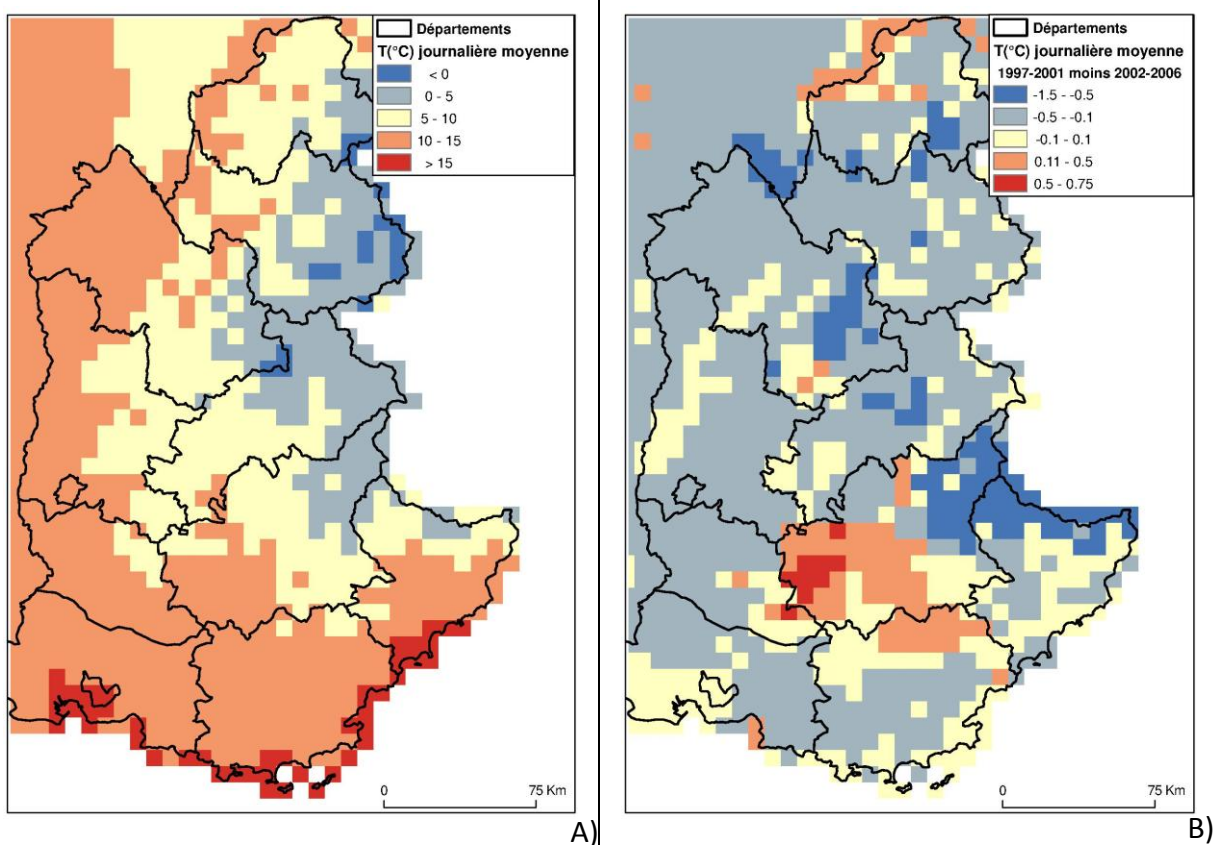 Départements
T(°C) journalière moyenne
< 0
0 - 5
5 - 10
10 - 15
> 15
0
75 Km
A)
Départements
T(°C) journalière moyenne
1997-2001 moins 2002-2006
-1.5 - -0.5
-0.5 - -0.1
-0.1 - 0.1
0.11 - 0.5
0.5 - 0.75
0
75 Km
B)